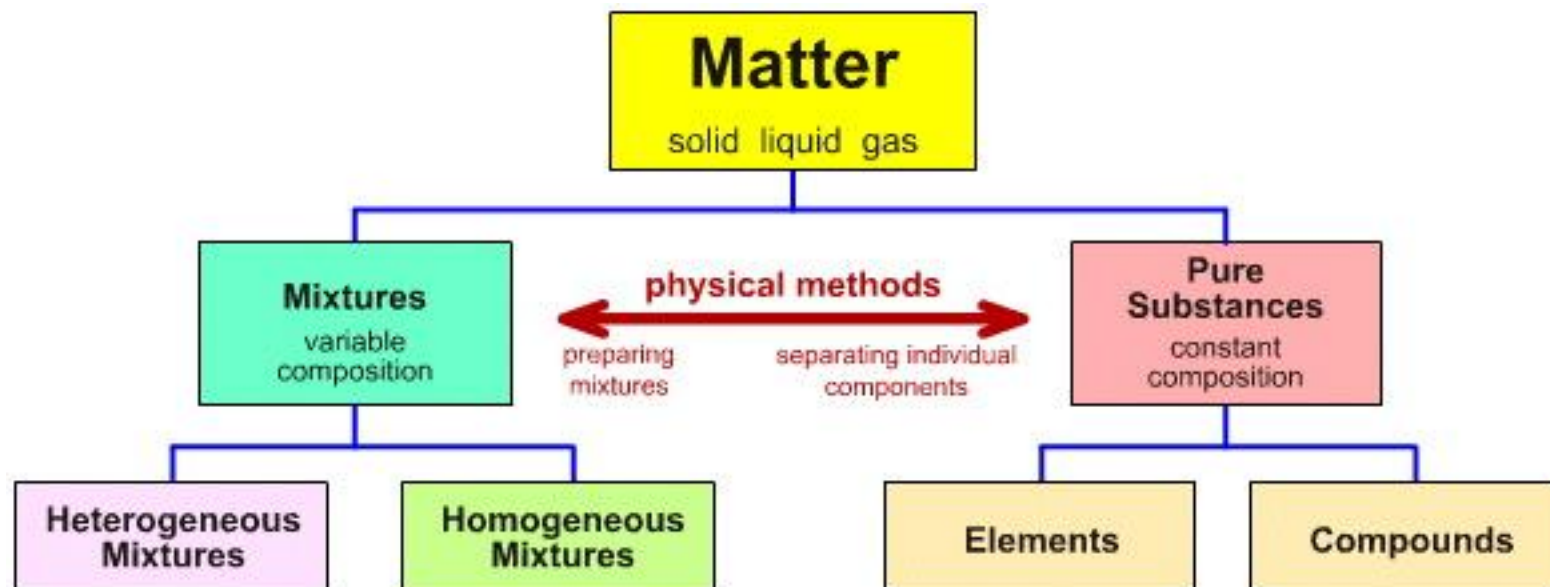 Matter
solid liquid gas
Mixtures
variable
composition
physical methods
preparing
mixtures
separating individual
components
Pure
Substances
constant
composition
Heterogeneous
Mixtures
Homogeneous
Mixtures
Elements
Compounds